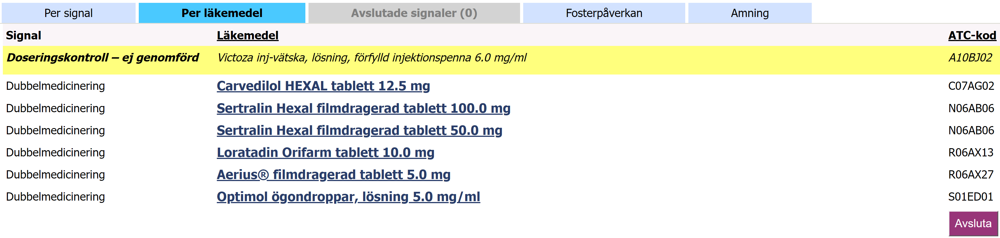 Per signal Per läkemedel Avslutade signaler (0) Fosterpåverkan Amning
Signal Läkemedel ATC-kod
Doseringskontroll – ej genomförd Victoza inj-vätska, lösning, förfylld injektionspenna 6.0 mg/ml A10BJ02
Dubbelmedicinering Carvedilol HEXAL tablett 12.5 mg C07AG02
Dubbelmedicinering Sertralin Hexal filmdragerad tablett 100.0 mg N06AB06
Dubbelmedicinering Sertralin Hexal filmdragerad tablett 50.0 mg N06AB06
Dubbelmedicinering Loratadin Orifarm tablett 10.0 mg R06AX13
Dubbelmedicinering Aerius® filmdragerad tablett 5.0 mg R06AX27
Dubbelmedicinering Optimol ögondroppar, lösning 5.0 mg/ml S01ED01
Avsluta